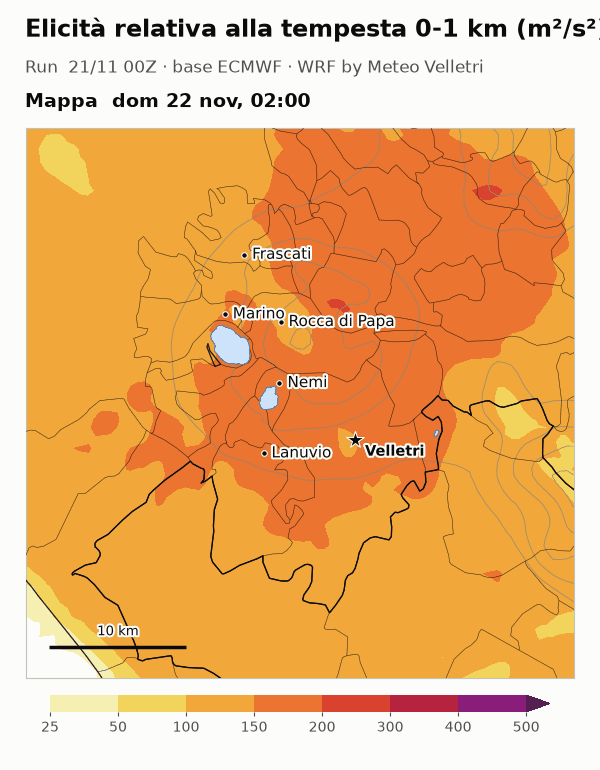 Elicità relativa alla tempesta 0-1 km (m²/s²)
Run 21/11 00Z · base ECMWF · WRF by Meteo Velletri
Mappa dom 22 nov, 02:00
Frascati
Marino
Rocca di Papa
Nemi
Velletri
Lanuvio
10 km
25 50 100 150 200 300 400 500